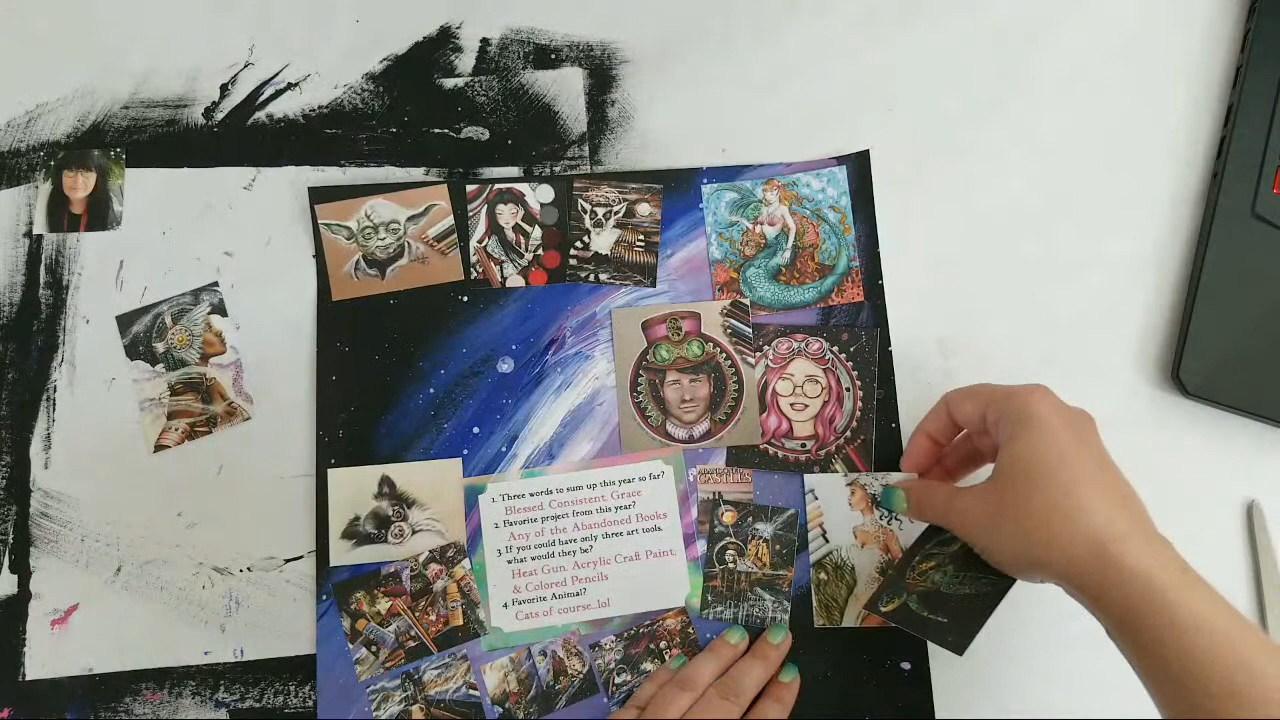 1. Three words to sum up this year so far?
Blessed, Consistent, Grace
2. Favorite project from this year?
Any of the Abandoned Books
3. If you could have only three art tools,
what would they be?
Heat Gun, Acrylic Craft Paint,
& Colored Pencils
4. Favorite Animal?
Cats of course...lol
ABANDONED
CASTLES